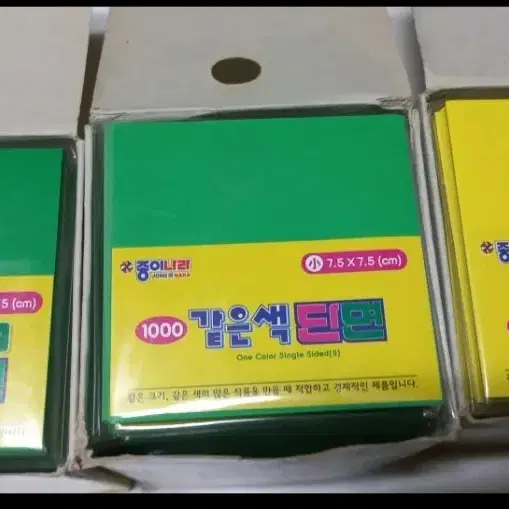 종이나라
JONG IE NARA
小 7.5 X 7.5 (cm)
1000 같은색 단면
One Color Single Sided(S)
같은 크기, 같은 색의 많은 작품을 만들 때 적합하고 경제적인 제품입니다.
5 (cm)